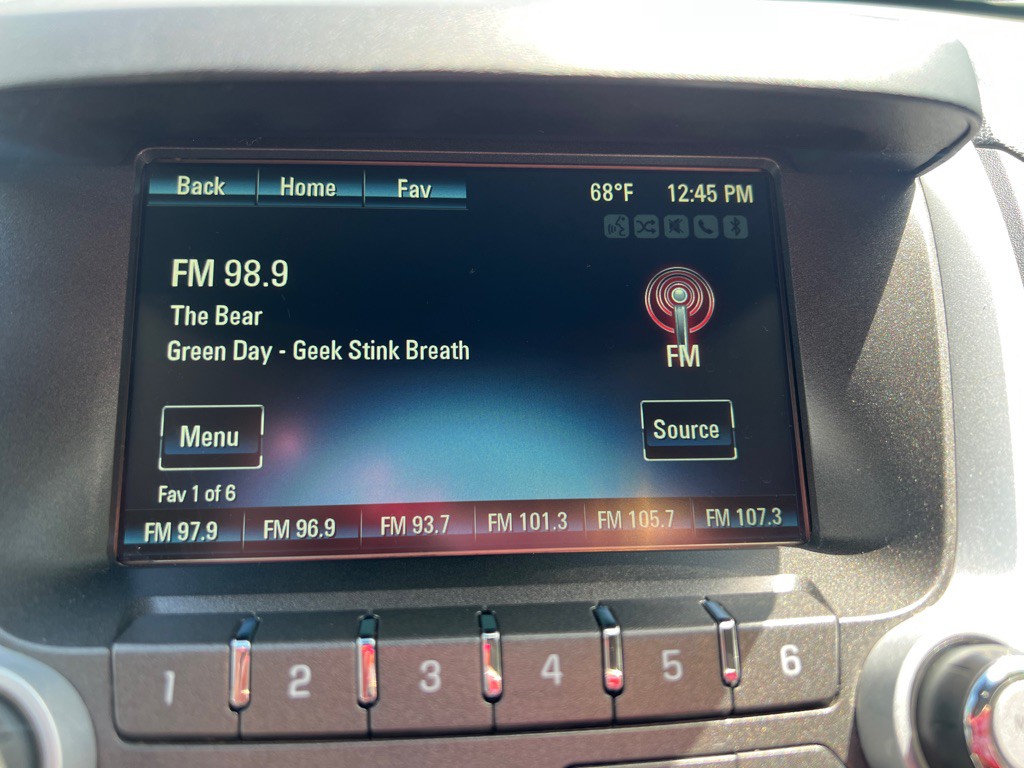 Back Home Fav 68°F 12:45 PM
FM 98.9
The Bear
Green Day - Geek Stink Breath
FM
Menu Source
Fav 1 of 6
FM 97.9 FM 96.9 FM 93.7 FM 101.3 FM 105.7 FM 107.3
1 2 3 4 5 6